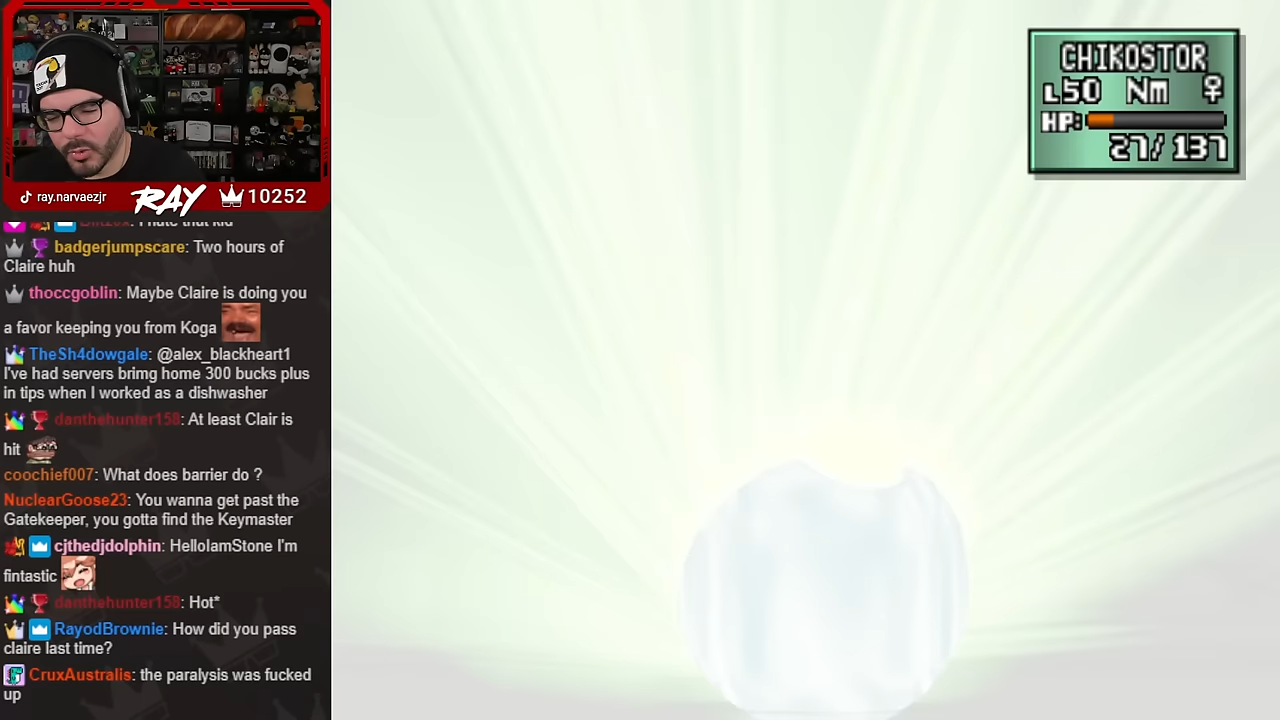 ray.narvaezjr
RAY
10252
badgerjumpscare: Two hours of
Claire huh
thoccgoblin: Maybe Claire is doing you
a favor keeping you from Koga
TheSh4dowgale: @alex_blackheart1
I've had servers brimg home 300 bucks plus
in tips when I worked as a dishwasher
danthehunter158: At least Clair is
hit
coochief007: What does barrier do ?
NuclearGoose23: You wanna get past the
Gatekeeper, you gotta find the Keymaster
cjthedjdolphin: HelloIamStone I'm
fintastic
danthehunter158: Hot*
RayodBrownie: How did you pass
claire last time?
CruxAustralis: the paralysis was fucked
up
CHIKOSTOR
L50 Nm ♀
HP:
27/137